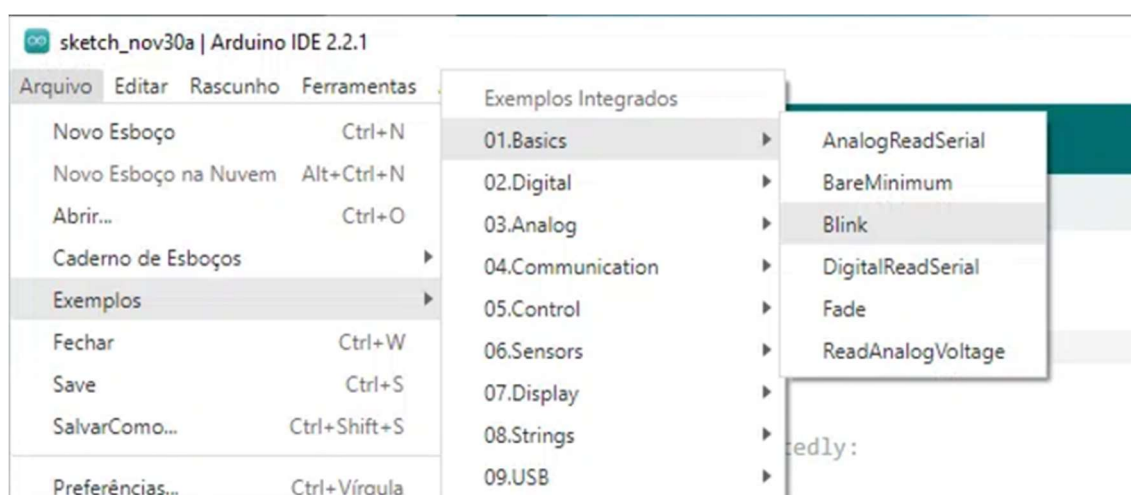 sketch_nov30a | Arduino IDE 2.2.1
Arquivo Editar Rascunho Ferramentas
Novo Esboço Ctrl+N
Novo Esboço na Nuvem Alt+Ctrl+N
Abrir... Ctrl+O
Caderno de Esboços
Exemplos
Fechar Ctrl+W
Save Ctrl+S
SalvarComo... Ctrl+Shift+S
Preferências... Ctrl+Vírgula
Exemplos Integrados
01.Basics
02.Digital
03.Analog
04.Communication
05.Control
06.Sensors
07.Display
08.Strings
09.USB
AnalogReadSerial
BareMinimum
Blink
DigitalReadSerial
Fade
ReadAnalogVoltage
tedly: